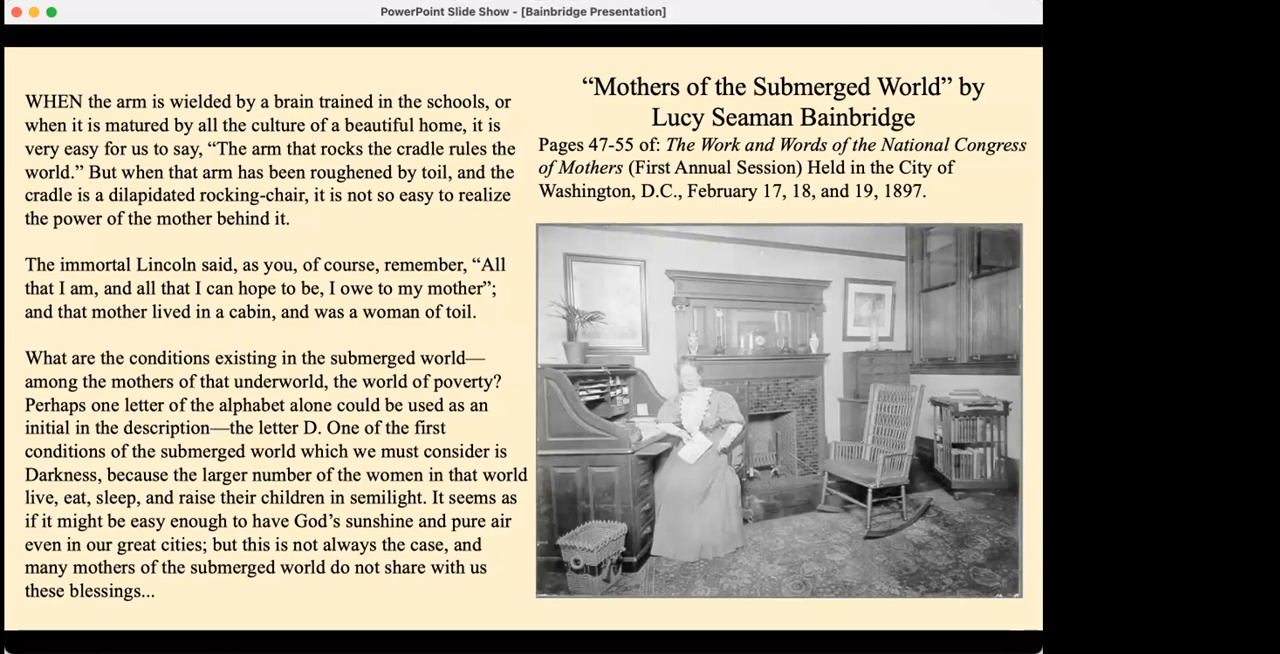 PowerPoint Slide Show - [Bainbridge Presentation]
WHEN the arm is wielded by a brain trained in the schools, or
when it is matured by all the culture of a beautiful home, it is
very easy for us to say, “The arm that rocks the cradle rules the
world.” But when that arm has been roughened by toil, and the
cradle is a dilapidated rocking-chair, it is not so easy to realize
the power of the mother behind it.
The immortal Lincoln said, as you, of course, remember, “All
that I am, and all that I can hope to be, I owe to my mother”;
and that mother lived in a cabin, and was a woman of toil.
What are the conditions existing in the submerged world—
among the mothers of that underworld, the world of poverty?
Perhaps one letter of the alphabet alone could be used as an
initial in the description—the letter D. One of the first
conditions of the submerged world which we must consider is
Darkness, because the larger number of the women in that world
live, eat, sleep, and raise their children in semilight. It seems as
if it might be easy enough to have God’s sunshine and pure air
even in our great cities; but this is not always the case, and
many mothers of the submerged world do not share with us
these blessings...
“Mothers of the Submerged World” by
Lucy Seaman Bainbridge
Pages 47-55 of: The Work and Words of the National Congress
of Mothers (First Annual Session) Held in the City of
Washington, D.C., February 17, 18, and 19, 1897.